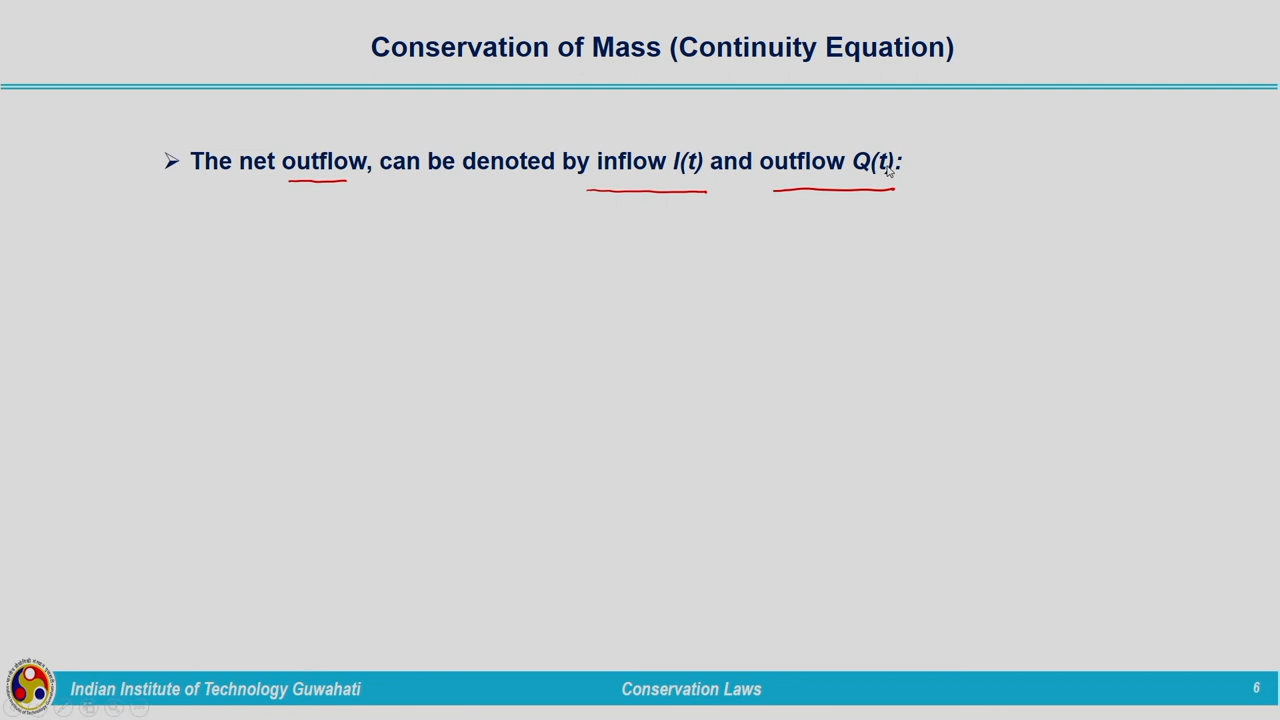 Conservation of Mass (Continuity Equation)
➢ The net outflow, can be denoted by inflow I(t) and outflow Q(t):
Indian Institute of Technology Guwahati
Conservation Laws
6